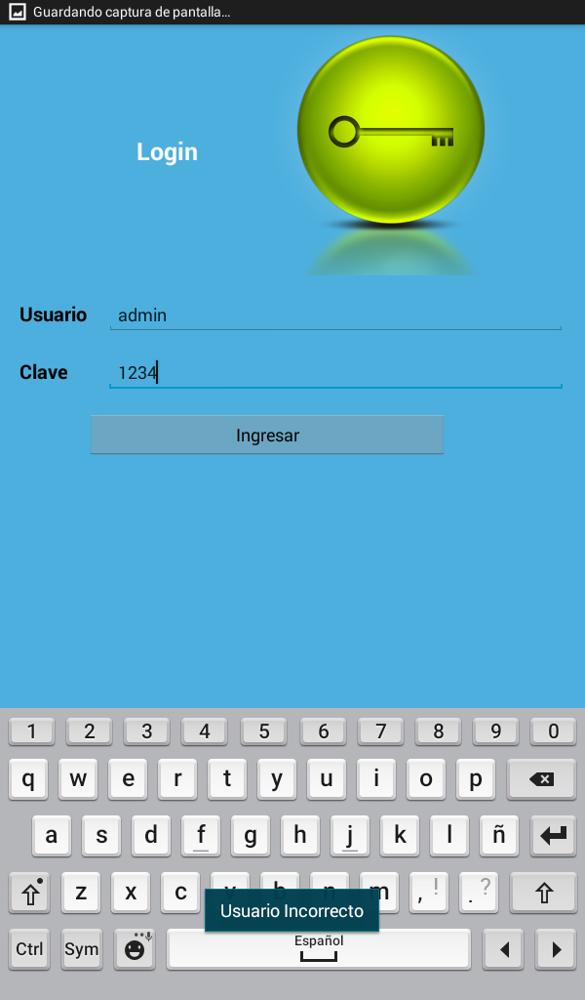 Guardando captura de pantalla...
Login
Usuario admin
Clave 1234
Ingresar
1 2 3 4 5 6 7 8 9 0
q w e r t y u i o p
a s d f g h j k l ñ
z x c v b n m , ! . ?
Usuario Incorrecto
Ctrl Sym Español